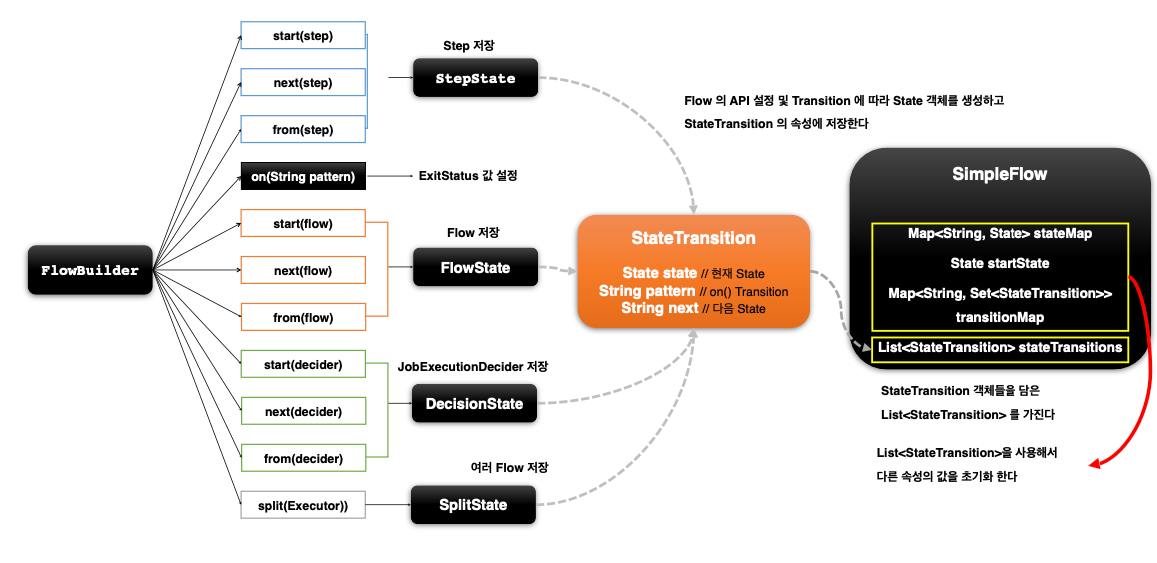 FlowBuilder
start(step)
next(step)
from(step)
on(String pattern)
start(flow)
next(flow)
from(flow)
start(decider)
next(decider)
from(decider)
split(Executor))
Step 저장
StepState
ExitStatus 값 설정
Flow 저장
FlowState
JobExecutionDecider 저장
DecisionState
여러 Flow 저장
SplitState
Flow 의 API 설정 및 Transition 에 따라 State 객체를 생성하고
StateTransition 의 속성에 저장한다
StateTransition
State state // 현재 State
String pattern // on() Transition
String next // 다음 State
SimpleFlow
Map<String, State> stateMap
State startState
Map<String, Set<StateTransition>>
transitionMap
List<StateTransition> stateTransitions
StateTransition 객체들을 담은
List<StateTransition> 를 가진다
List<StateTransition>을 사용해서
다른 속성의 값을 초기화 한다